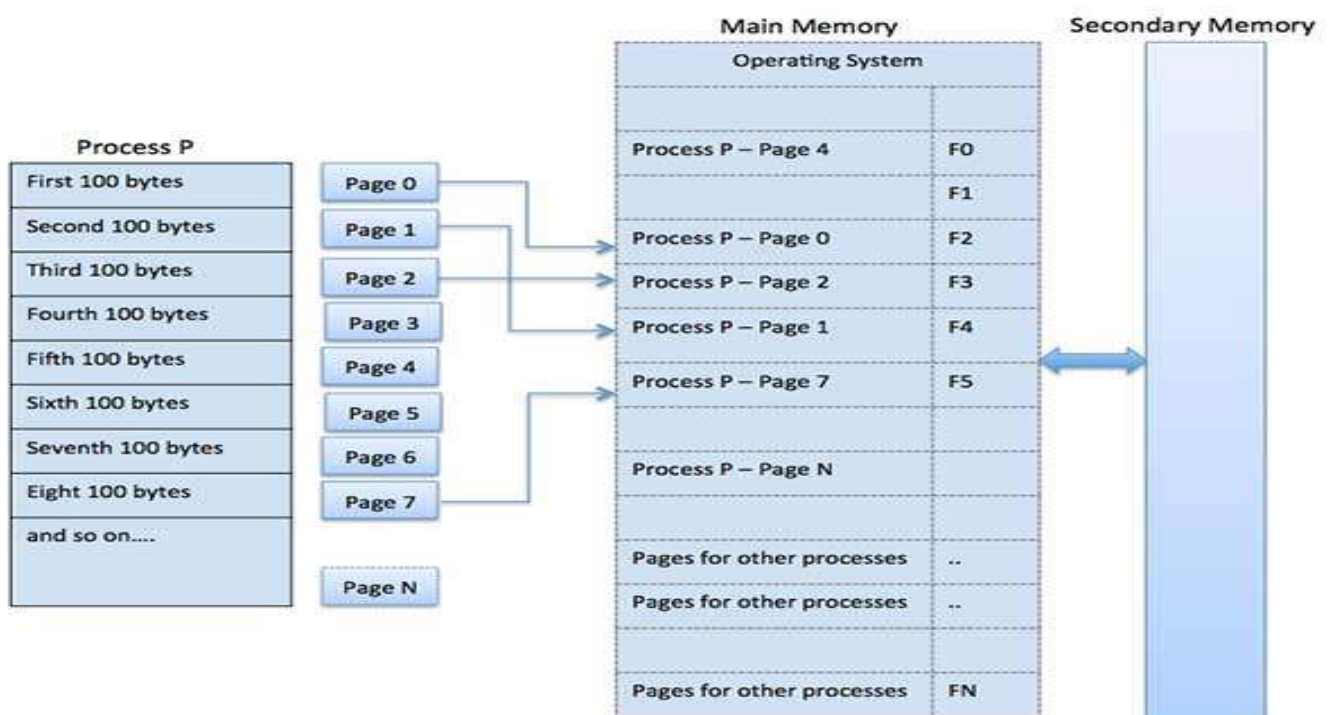 Main Memory
Secondary Memory
Operating System
Process P
First 100 bytes
Second 100 bytes
Third 100 bytes
Fourth 100 bytes
Fifth 100 bytes
Sixth 100 bytes
Seventh 100 bytes
Eight 100 bytes
and so on....
Page 0
Page 1
Page 2
Page 3
Page 4
Page 5
Page 6
Page 7
Page N
Process P – Page 4 F0
F1
Process P – Page 0 F2
Process P – Page 2 F3
Process P – Page 1 F4
Process P – Page 7 F5
Process P – Page N
Pages for other processes ..
Pages for other processes ..
Pages for other processes FN